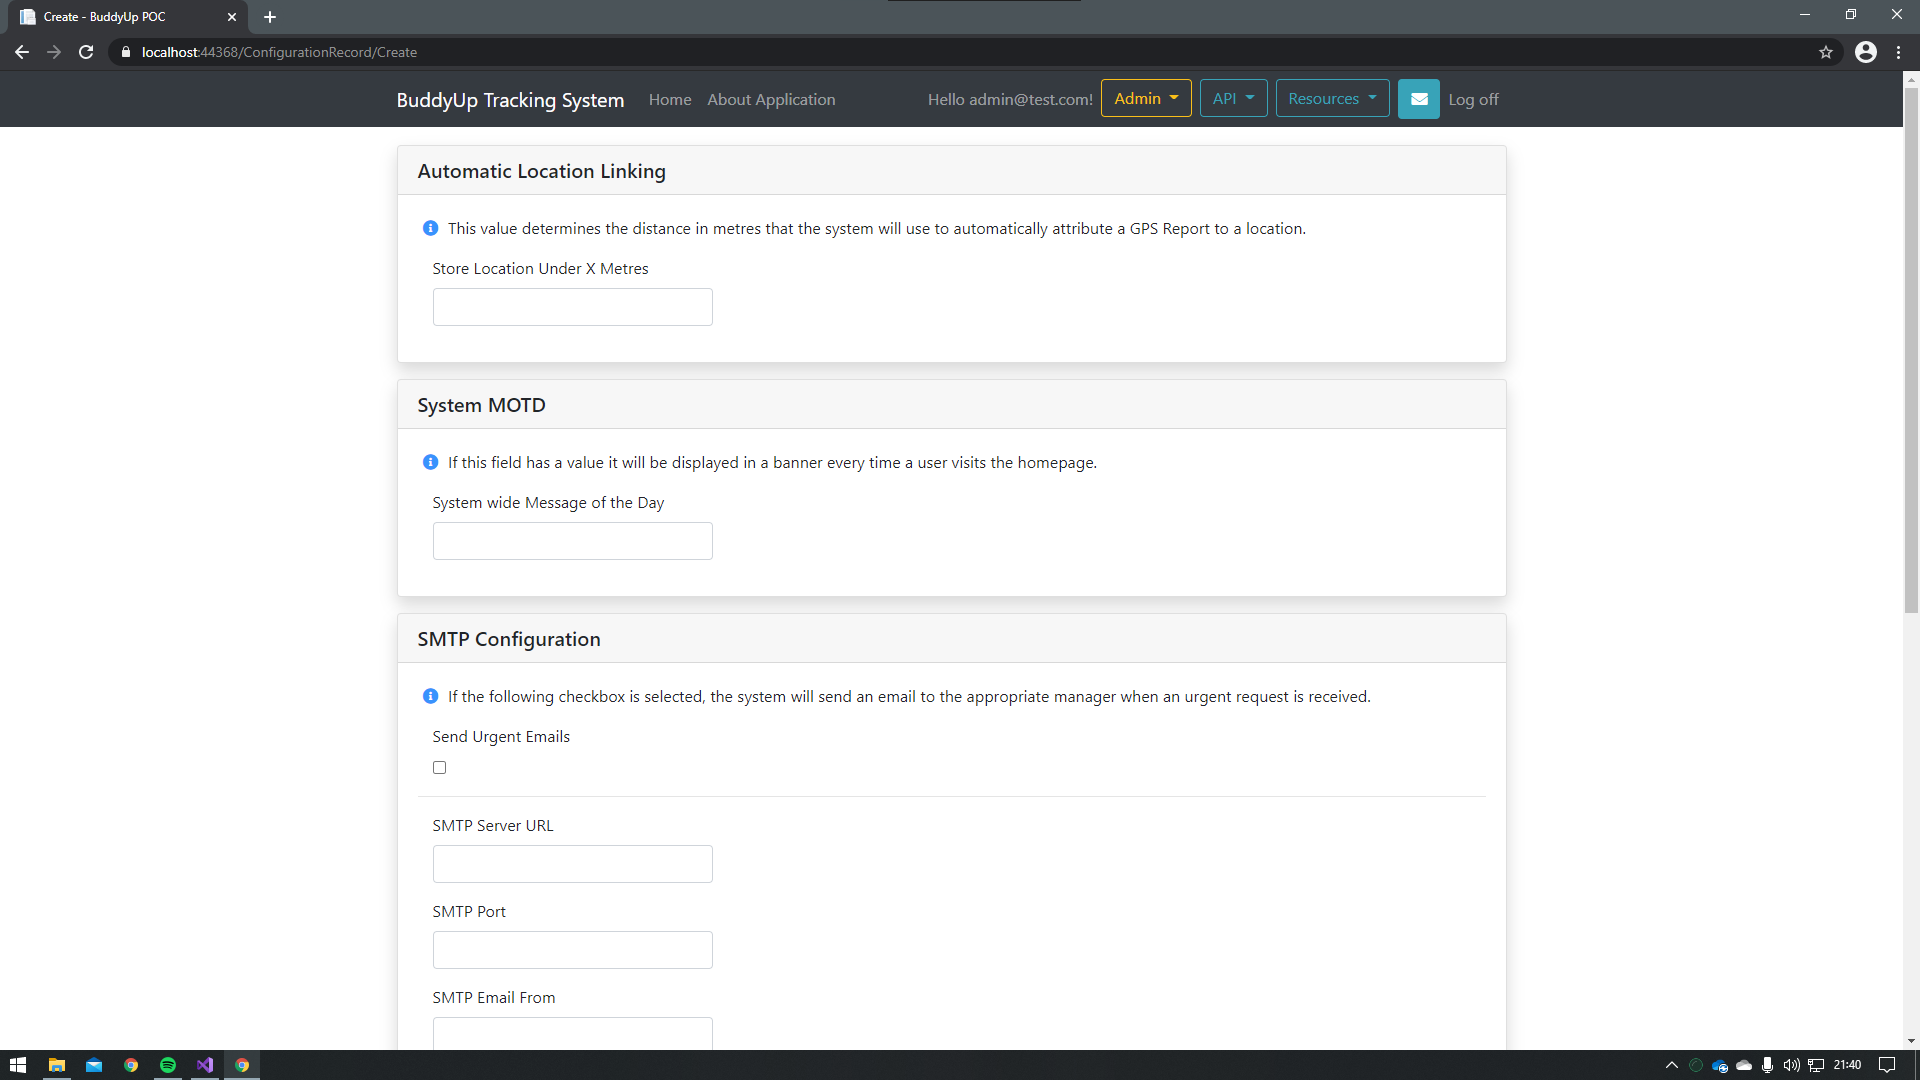 Create - BuddyUp POC
localhost:44368/ConfigurationRecord/Create
BuddyUp Tracking System Home About Application Hello admin@test.com! Admin API Resources Log off
Automatic Location Linking
This value determines the distance in metres that the system will use to automatically attribute a GPS Report to a location.
Store Location Under X Metres
System MOTD
If this field has a value it will be displayed in a banner every time a user visits the homepage.
System wide Message of the Day
SMTP Configuration
If the following checkbox is selected, the system will send an email to the appropriate manager when an urgent request is received.
Send Urgent Emails
SMTP Server URL
SMTP Port
SMTP Email From
21:40